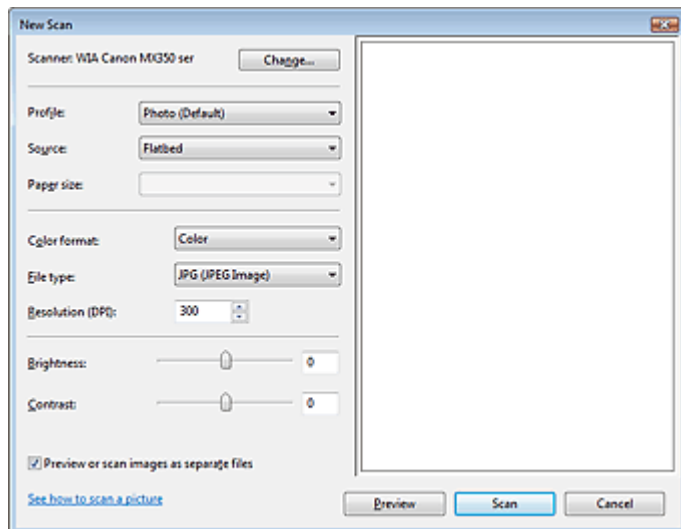 New Scan
Scanner: WIA Canon MX350 ser
Change...
Profile:
Photo (Default)
Source:
Flatbed
Paper size:
Color format:
Color
File type:
JPG (JPEG Image)
Resolution (DPI):
300
Brightness:
0
Contrast:
0
Preview or scan images as separate files
See how to scan a picture
Preview
Scan
Cancel